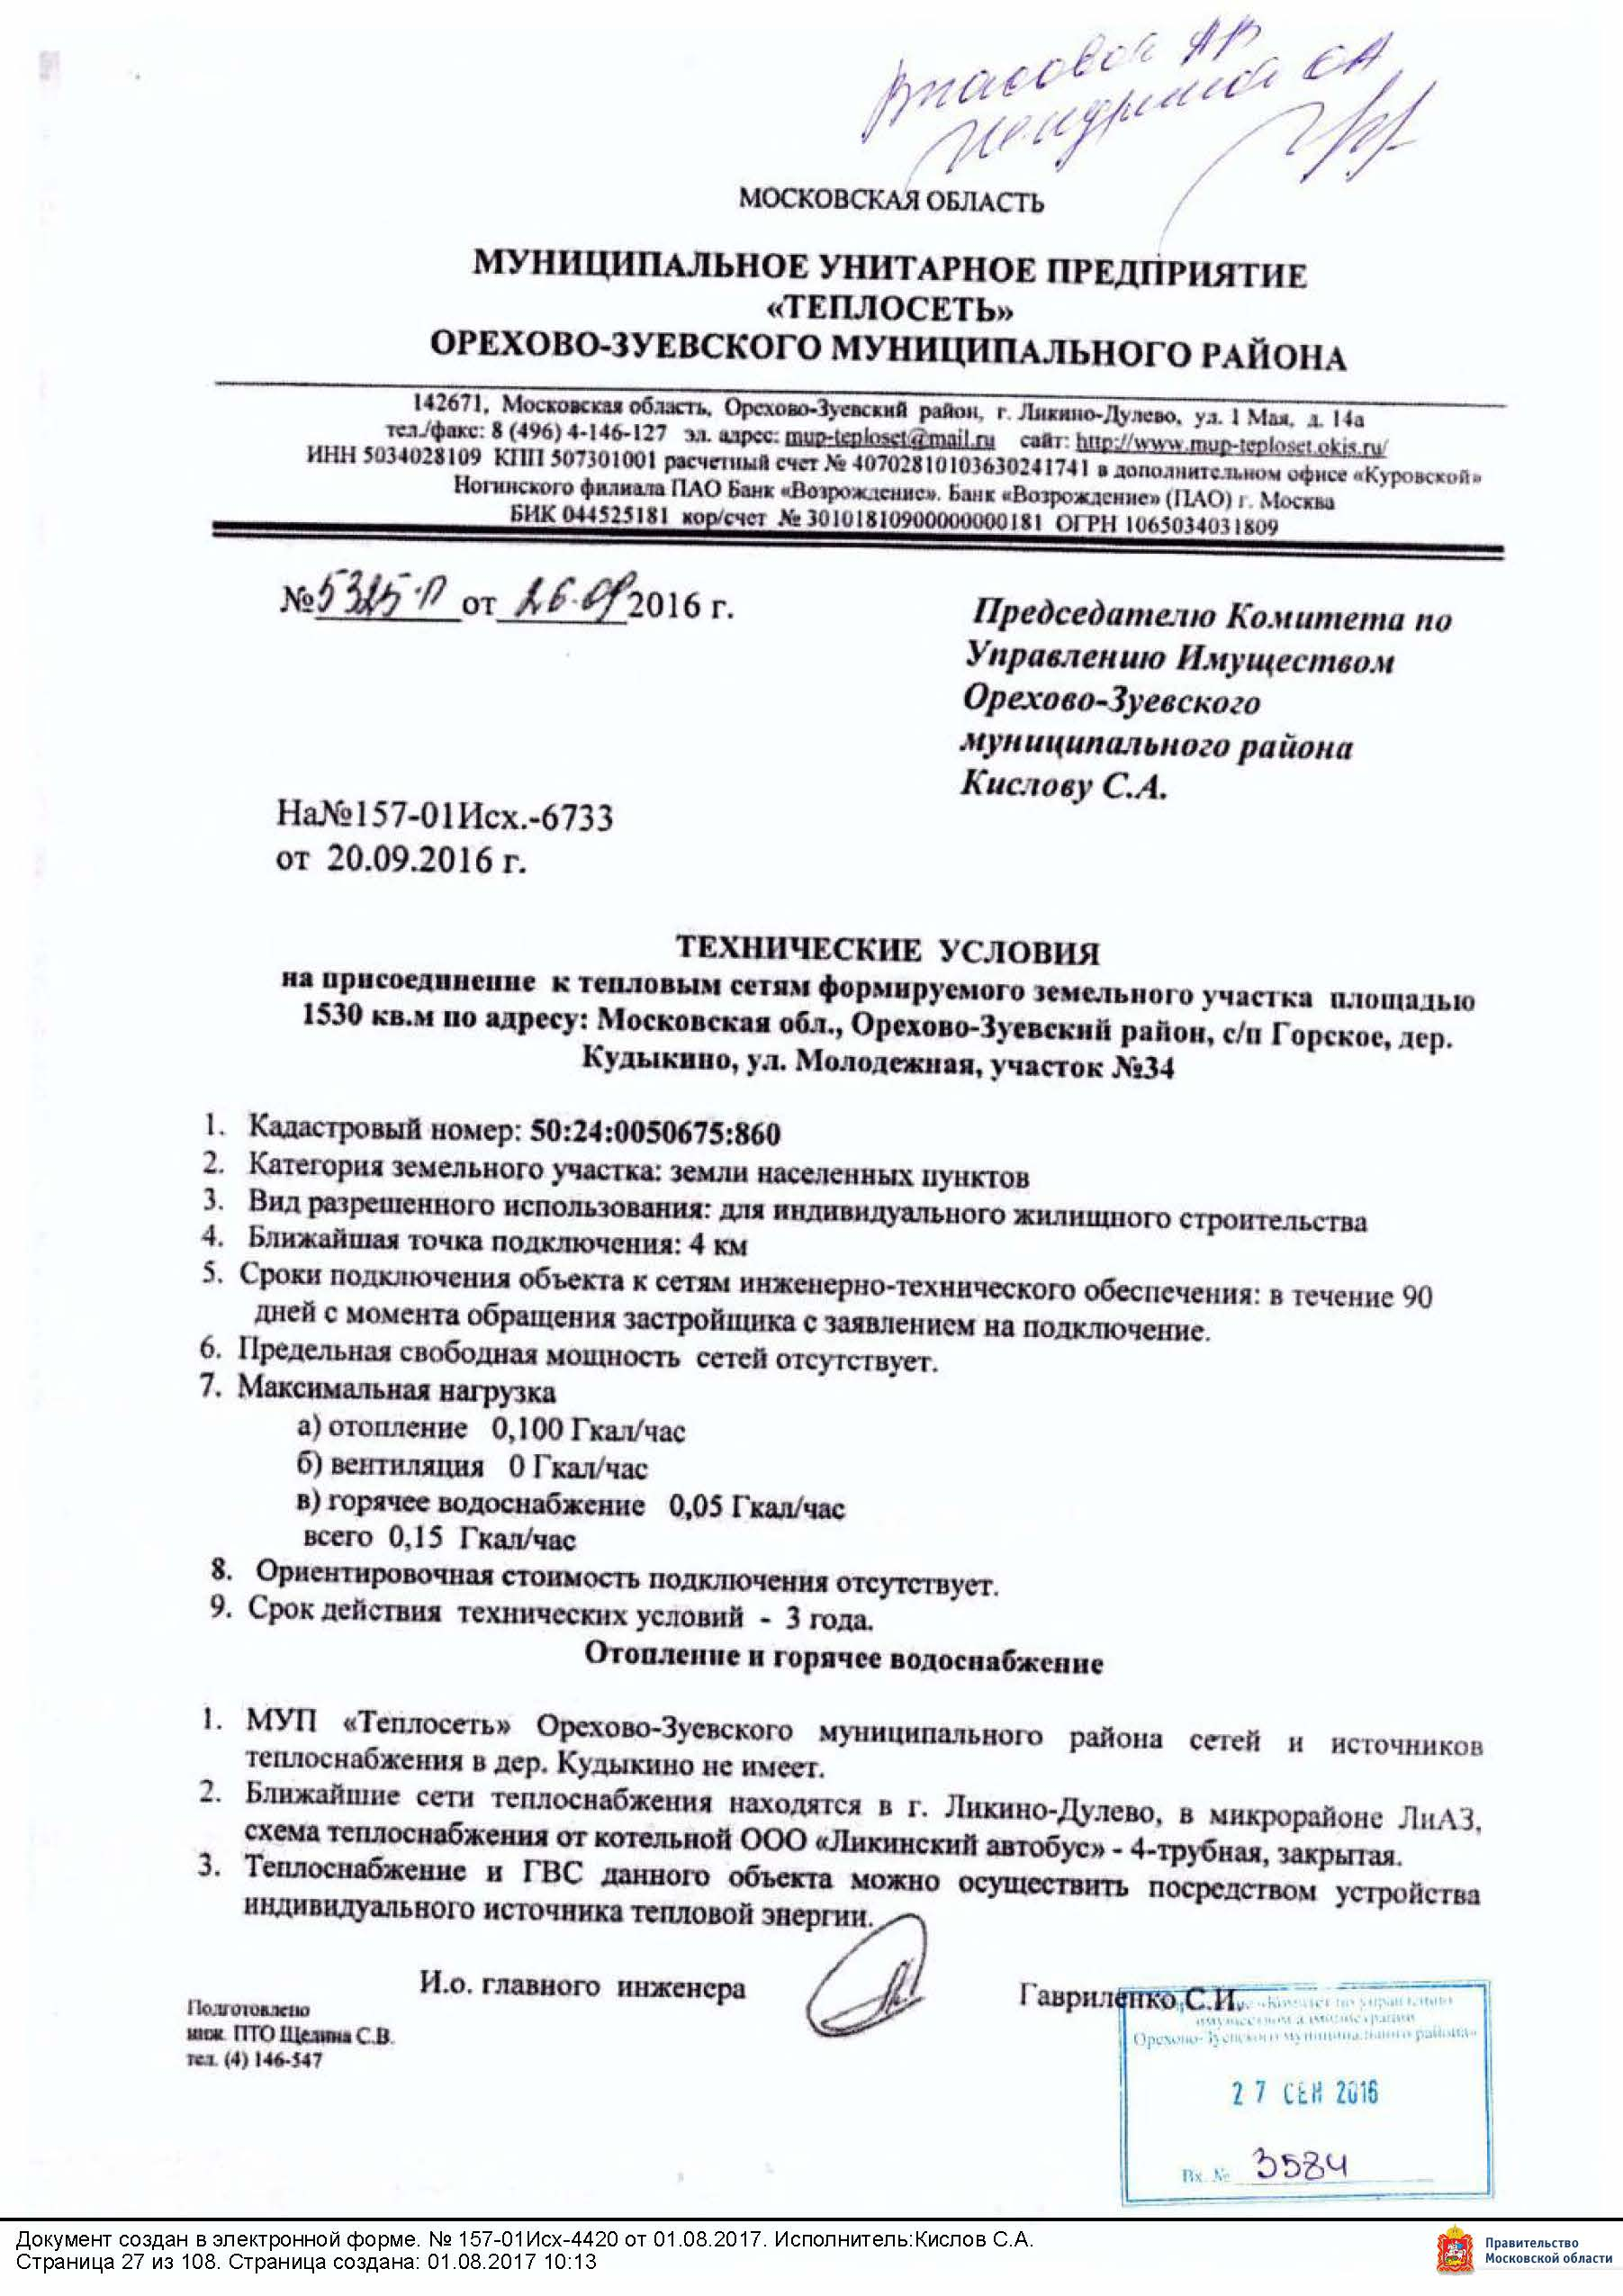 Власовой АВ
СА
МОСКОВСКАЯ ОБЛАСТЬ
МУНИЦИПАЛЬНОЕ УНИТАРНОЕ ПРЕДПРИЯТИЕ
«ТЕПЛОСЕТЬ»
ОРЕХОВО-ЗУЕВСКОГО МУНИЦИПАЛЬНОГО РАЙОНА
142671, Московская область, Орехово-Зуевский район, г. Ликино-Дулево, ул. 1 Мая, д. 14а
тел./факс: 8 (496) 4-146-127 эл. адрес: mup-teploset@mail.ru сайт: http://www.mup-teploset.okis.ru/
ИНН 5034028109 КПП 507301001 расчетный счет № 40702810103630241741 в дополнительном офисе «Куровской»
Ногинского филиала ПАО Банк «Возрождение». Банк «Возрождение» (ПАО) г. Москва
БИК 044525181 кор/счет № 30101810900000000181 ОГРН 1065034031809
№5325-П от 26.09 2016 г.
Председателю Комитета по
Управлению Имуществом
Орехово-Зуевского
муниципального района
Кислову С.А.
На№157-01Исх.-6733
от 20.09.2016 г.
ТЕХНИЧЕСКИЕ УСЛОВИЯ
на присоединение к тепловым сетям формируемого земельного участка площадью
1530 кв.м по адресу: Московская обл., Орехово-Зуевский район, с/п Горское, дер.
Кудыкино, ул. Молодежная, участок №34
1. Кадастровый номер: 50:24:0050675:860
2. Категория земельного участка: земли населенных пунктов
3. Вид разрешенного использования: для индивидуального жилищного строительства
4. Ближайшая точка подключения: 4 км
5. Сроки подключения объекта к сетям инженерно-технического обеспечения: в течение 90
дней с момента обращения застройщика с заявлением на подключение.
6. Предельная свободная мощность сетей отсутствует.
7. Максимальная нагрузка
а) отопление 0,100 Гкал/час
б) вентиляция 0 Гкал/час
в) горячее водоснабжение 0,05 Гкал/час
всего 0,15 Гкал/час
8. Ориентировочная стоимость подключения отсутствует.
9. Срок действия технических условий - 3 года.
Отопление и горячее водоснабжение
1. МУП «Теплосеть» Орехово-Зуевского муниципального района сетей и источников
теплоснабжения в дер. Кудыкино не имеет.
2. Ближайшие сети теплоснабжения находятся в г. Ликино-Дулево, в микрорайоне ЛиАЗ,
схема теплоснабжения от котельной ООО «Ликинский автобус» - 4-трубная, закрытая.
3. Теплоснабжение и ГВС данного объекта можно осуществить посредством устройства
индивидуального источника тепловой энергии.
И.о. главного инженера Гавриленко С.И.
Подготовлено
инж. ПТО Щелина С.В.
тел. (4) 146-547
«Комитет по управлению
имуществом администрации
Орехово-Зуевского муниципального района»
27 СЕН 2016
Вх. № 3584
Документ создан в электронной форме. № 157-01Исх-4420 от 01.08.2017. Исполнитель:Кислов С.А.
Страница 27 из 108. Страница создана: 01.08.2017 10:13
Правительство
Московской области